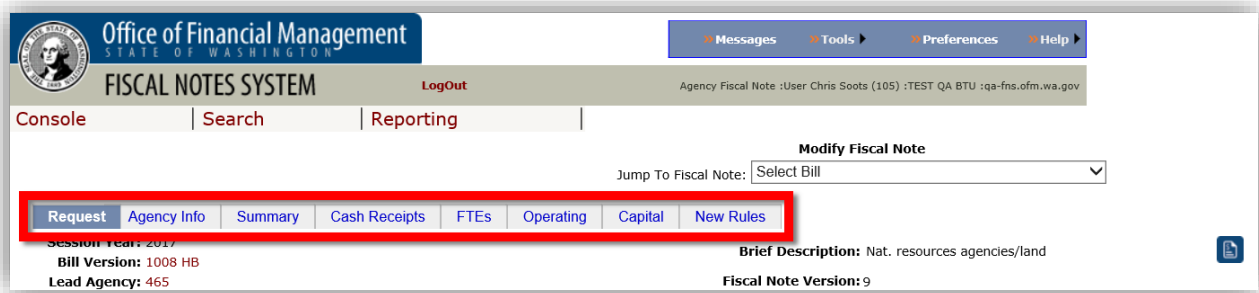 Office of Financial Management
STATE OF WASHINGTON
»Messages »Tools »Preferences »Help
FISCAL NOTES SYSTEM
LogOut
Agency Fiscal Note :User Chris Soots (105) :TEST QA BTU :qa-fns.ofm.wa.gov
Console Search Reporting
Modify Fiscal Note
Jump To Fiscal Note: Select Bill
Request Agency Info Summary Cash Receipts FTEs Operating Capital New Rules
Session Year: 2017
Brief Description: Nat. resources agencies/land
Bill Version: 1008 HB
Lead Agency: 465
Fiscal Note Version: 9